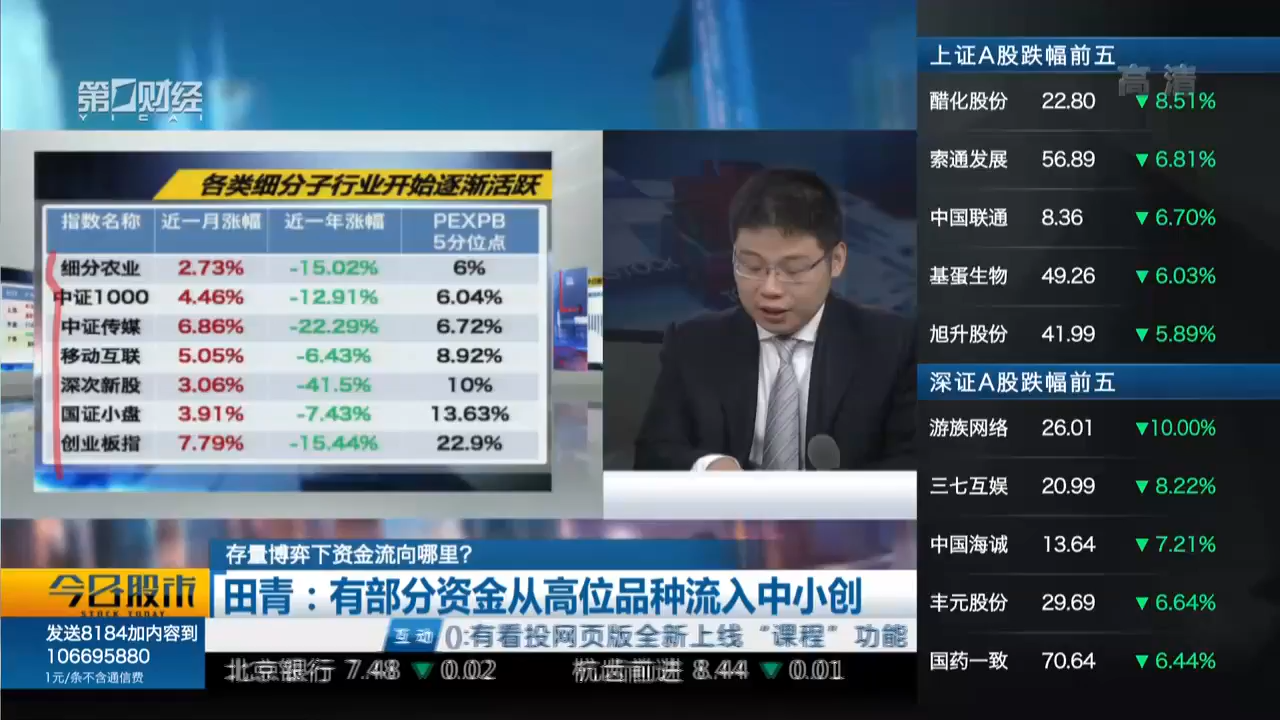 第一财经
YICAI
各类细分子行业开始逐渐活跃
指数名称 近一月涨幅 近一年涨幅 PEXPB
5分位点
细分农业 2.73% -15.02% 6%
中证1000 4.46% -12.91% 6.04%
中证传媒 6.86% -22.29% 6.72%
移动互联 5.05% -6.43% 8.92%
深次新股 3.06% -41.5% 10%
国证小盘 3.91% -7.43% 13.63%
创业板指 7.79% -15.44% 22.9%
存量博弈下资金流向哪里?
田青：有部分资金从高位品种流入中小创
今日股市
STOCK TODAY
互动 0:有看投网页版全新上线“课程”功能
发送8184加内容到
106695880
1元/条不含通信费
北京银行 7.48 ▼ 0.02 杭齿前进 8.44 ▼ 0.01
高清
上证A股跌幅前五
醋化股份 22.80 ▼ 8.51%
索通发展 56.89 ▼ 6.81%
中国联通 8.36 ▼ 6.70%
基蛋生物 49.26 ▼ 6.03%
旭升股份 41.99 ▼ 5.89%
深证A股跌幅前五
游族网络 26.01 ▼10.00%
三七互娱 20.99 ▼ 8.22%
中国海诚 13.64 ▼ 7.21%
丰元股份 29.69 ▼ 6.64%
国药一致 70.64 ▼ 6.44%